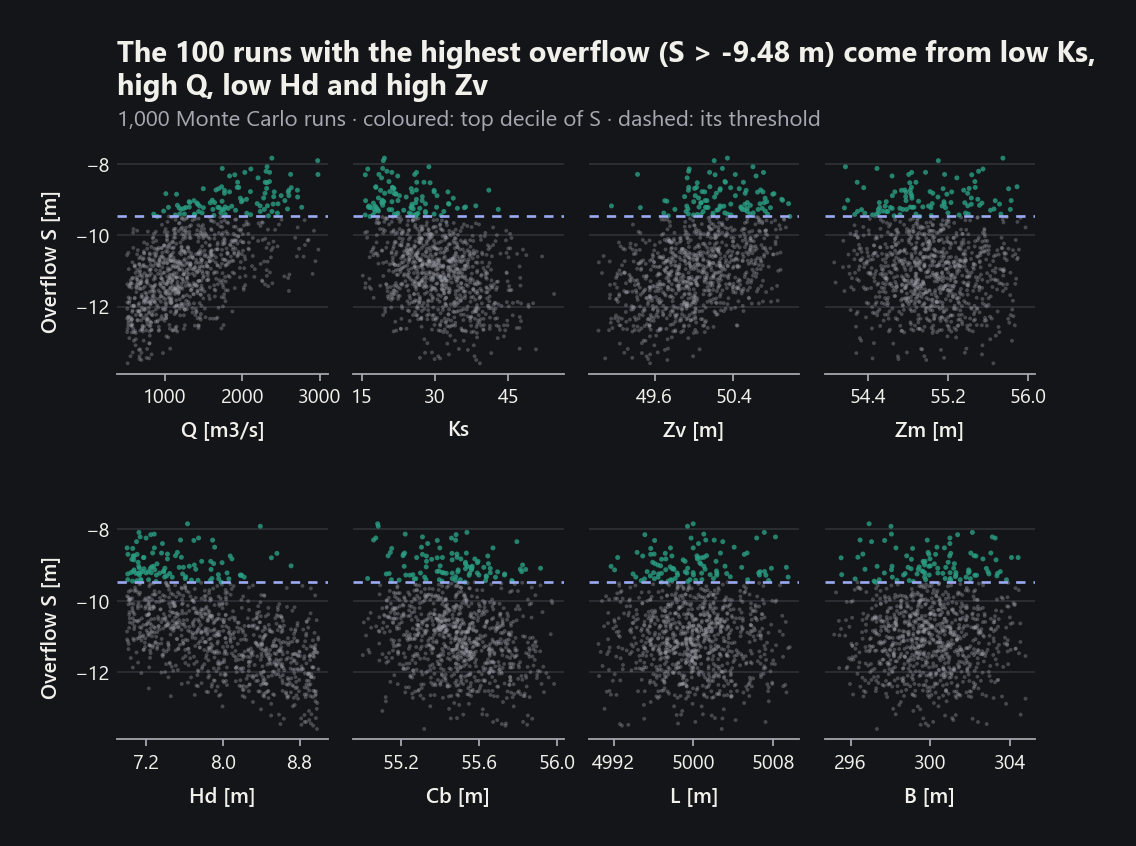 The 100 runs with the highest overflow (S > -9.48 m) come from low Ks,
high Q, low Hd and high Zv
1,000 Monte Carlo runs · coloured: top decile of S · dashed: its threshold
Overflow S [m]
−8
−10
−12
1000 2000 3000
Q [m3/s]
15 30 45
Ks
49.6 50.4
Zv [m]
54.4 55.2 56.0
Zm [m]
Overflow S [m]
−8
−10
−12
7.2 8.0 8.8
Hd [m]
55.2 55.6 56.0
Cb [m]
4992 5000 5008
L [m]
296 300 304
B [m]